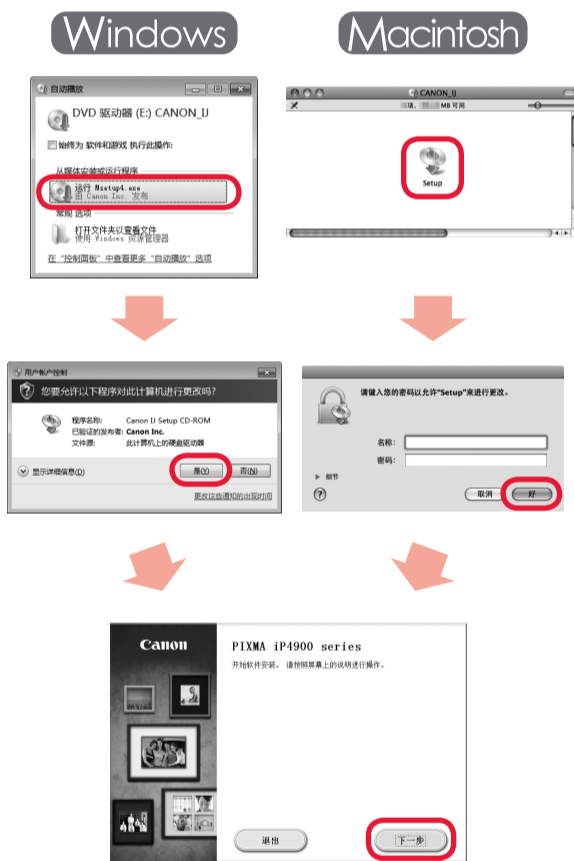 Windows
Macintosh
自动播放
DVD 驱动器 (E:) CANON_IJ
始终为 软件和游戏 执行此操作:
从媒体安装或运行程序
运行 Msetup4.exe
由 Canon Inc. 发布
常规 选项
打开文件夹以查看文件
使用 Windows 资源管理器
在 "控制面板" 中查看更多 "自动播放" 选项
CANON_IJ
项, MB 可用
Setup
用户帐户控制
您要允许以下程序对此计算机进行更改吗?
程序名称: Canon IJ Setup CD-ROM
已验证的发布者: Canon Inc.
文件源: 此计算机上的硬盘驱动器
显示详细信息(D)
是(Y)
否(N)
更改这些通知的出现时间
请键入您的密码以允许“Setup”来进行更改。
名称:
密码:
细节
?
取消
好
Canon
PIXMA iP4900 series
开始软件安装。 请按照屏幕上的说明进行操作。
退出
下一步